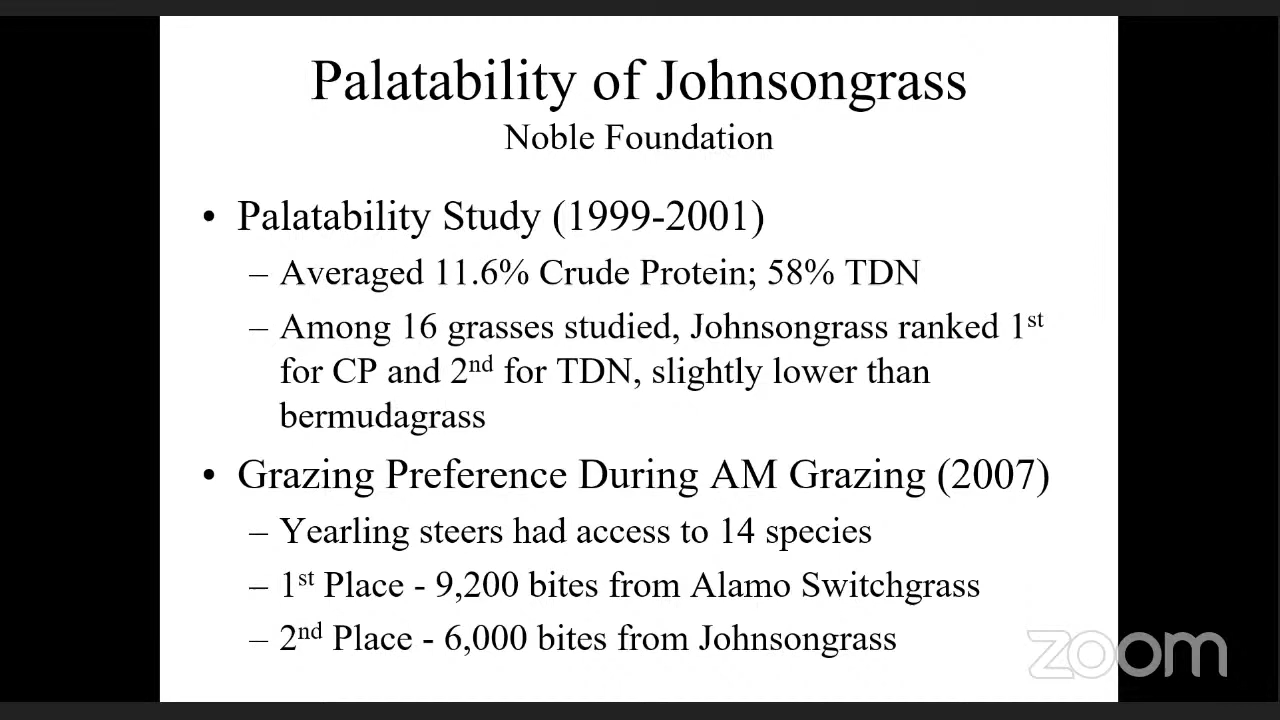 Palatability of Johnsongrass
Noble Foundation
• Palatability Study (1999-2001)
– Averaged 11.6% Crude Protein; 58% TDN
– Among 16 grasses studied, Johnsongrass ranked 1st
for CP and 2nd for TDN, slightly lower than
bermudagrass
• Grazing Preference During AM Grazing (2007)
– Yearling steers had access to 14 species
– 1st Place - 9,200 bites from Alamo Switchgrass
– 2nd Place - 6,000 bites from Johnsongrass
zoom